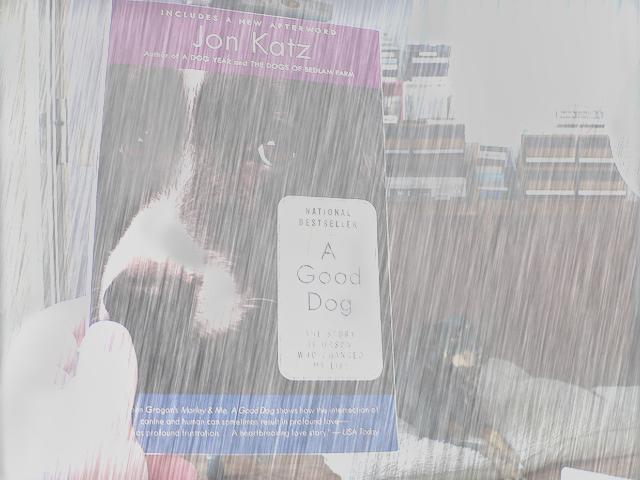 INCLUDES A NEW AFTERWORD
Jon Katz
Author of A DOG YEAR and THE DOGS OF BEDLAM FARM
NATIONAL
BESTSELLER
A
Good
Dog
THE STORY
OF ORSON,
WHO CHANGED
MY LIFE
Grogan's Marley & Me, A Good Dog shows how the intersection of
canine and human can sometimes result in profound love—
as profound frustration. . . . A heartbreaking love story." — USA Today